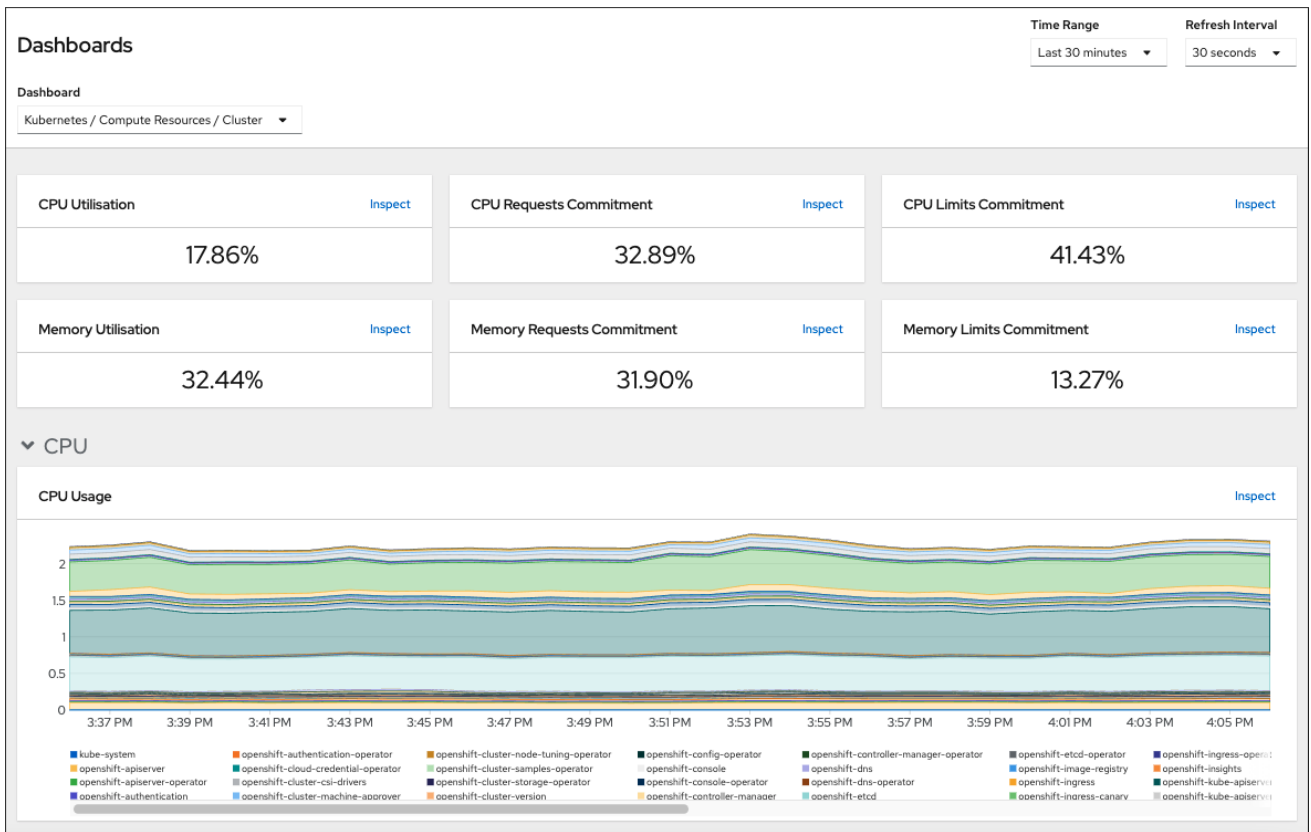 Dashboards
Time Range
Refresh Interval
Last 30 minutes
30 seconds
Dashboard
Kubernetes / Compute Resources / Cluster
CPU Utilisation Inspect
CPU Requests Commitment Inspect
CPU Limits Commitment Inspect
17.86%
32.89%
41.43%
Memory Utilisation Inspect
Memory Requests Commitment Inspect
Memory Limits Commitment Inspect
32.44%
31.90%
13.27%
CPU
CPU Usage Inspect
2
1.5
1
0.5
0
3:37 PM 3:39 PM 3:41 PM 3:43 PM 3:45 PM 3:47 PM 3:49 PM 3:51 PM 3:53 PM 3:55 PM 3:57 PM 3:59 PM 4:01 PM 4:03 PM 4:05 PM
kube-system openshift-authentication-operator openshift-cluster-node-tuning-operator openshift-config-operator openshift-controller-manager-operator openshift-etcd-operator openshift-ingress-opera
openshift-apiserver openshift-cloud-credential-operator openshift-cluster-samples-operator openshift-console openshift-dns openshift-image-registry openshift-insights
openshift-apiserver-operator openshift-cluster-csi-drivers openshift-cluster-storage-operator openshift-console-operator openshift-dns-operator openshift-ingress openshift-kube-apiserve
openshift-authentication openshift-cluster-machine-approver openshift-cluster-version openshift-controller-manager openshift-etcd openshift-ingress-canary openshift-kube-apiserve